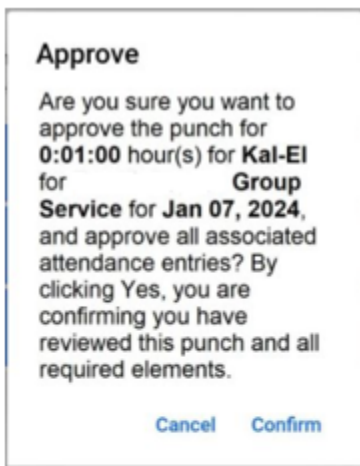 Approve
Are you sure you want to
approve the punch for
0:01:00 hour(s) for Kal-El
for Group
Service for Jan 07, 2024,
and approve all associated
attendance entries? By
clicking Yes, you are
confirming you have
reviewed this punch and all
required elements.
Cancel Confirm